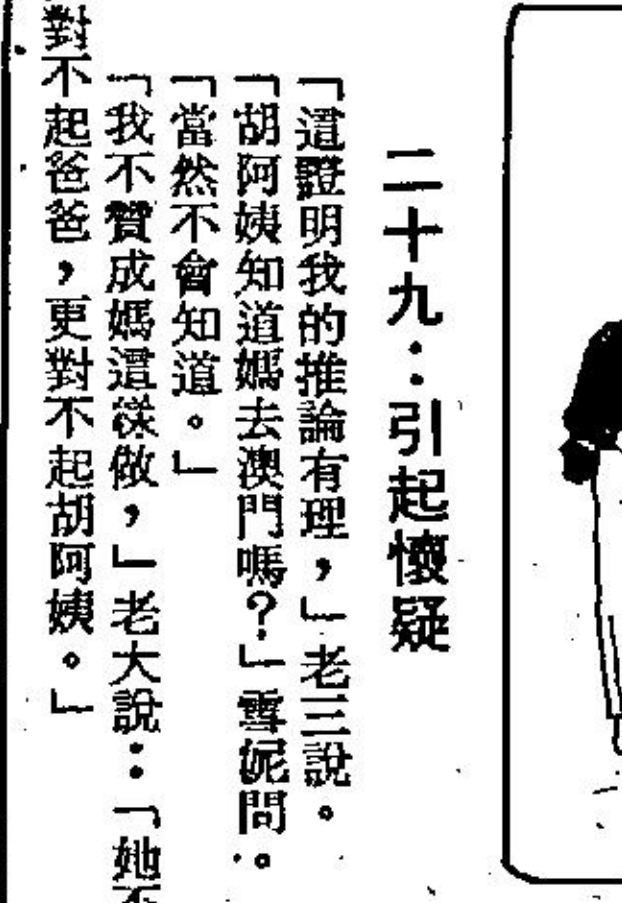 二十九：引起懷疑
「這證明我的推論有理，」老三說。
「胡阿姨知道媽去澳門嗎？」雪妮問。
「當然不會知道。」
「我不贊成媽這樣做，」老大說：「她不
對不起爸爸，更對不起胡阿姨。」